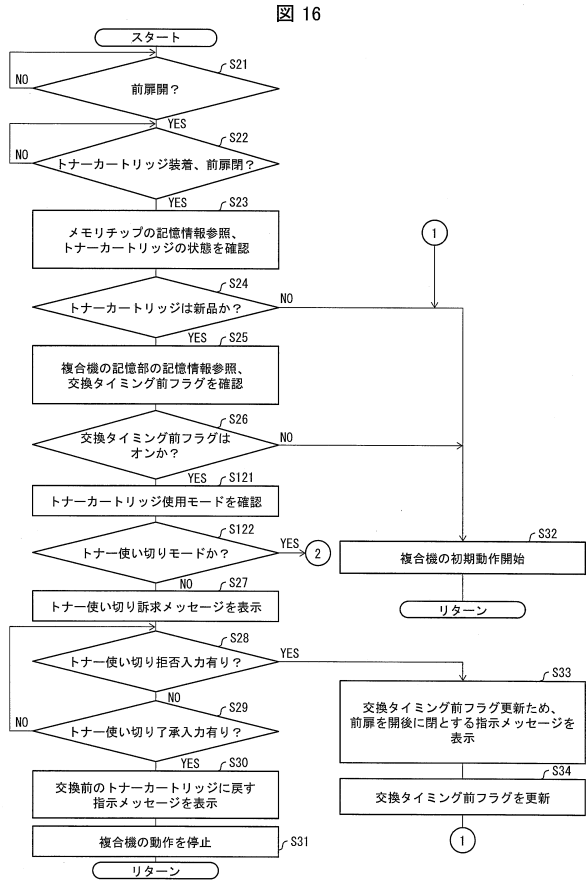 図 16
スタート
S21
前扉開？
NO
YES
S22
トナーカートリッジ装着、前扉閉？
NO
YES
S23
メモリチップの記憶情報参照、
トナーカートリッジの状態を確認
1
S24
トナーカートリッジは新品か？
NO
YES
S25
複合機の記憶部の記憶情報参照、
交換タイミング前フラグを確認
S26
交換タイミング前フラグは
オンか？
NO
YES
S121
トナーカートリッジ使用モードを確認
S122
トナー使い切りモードか？
YES
2
NO
S32
複合機の初期動作開始
リターン
S27
トナー使い切り訴求メッセージを表示
S28
トナー使い切り拒否入力有り？
YES
NO
S29
トナー使い切り了承入力有り？
NO
YES
S33
交換タイミング前フラグ更新ため、
前扉を開後に閉とする指示メッセージを
表示
S30
交換前のトナーカートリッジに戻す
指示メッセージを表示
S34
交換タイミング前フラグを更新
1
S31
複合機の動作を停止
リターン